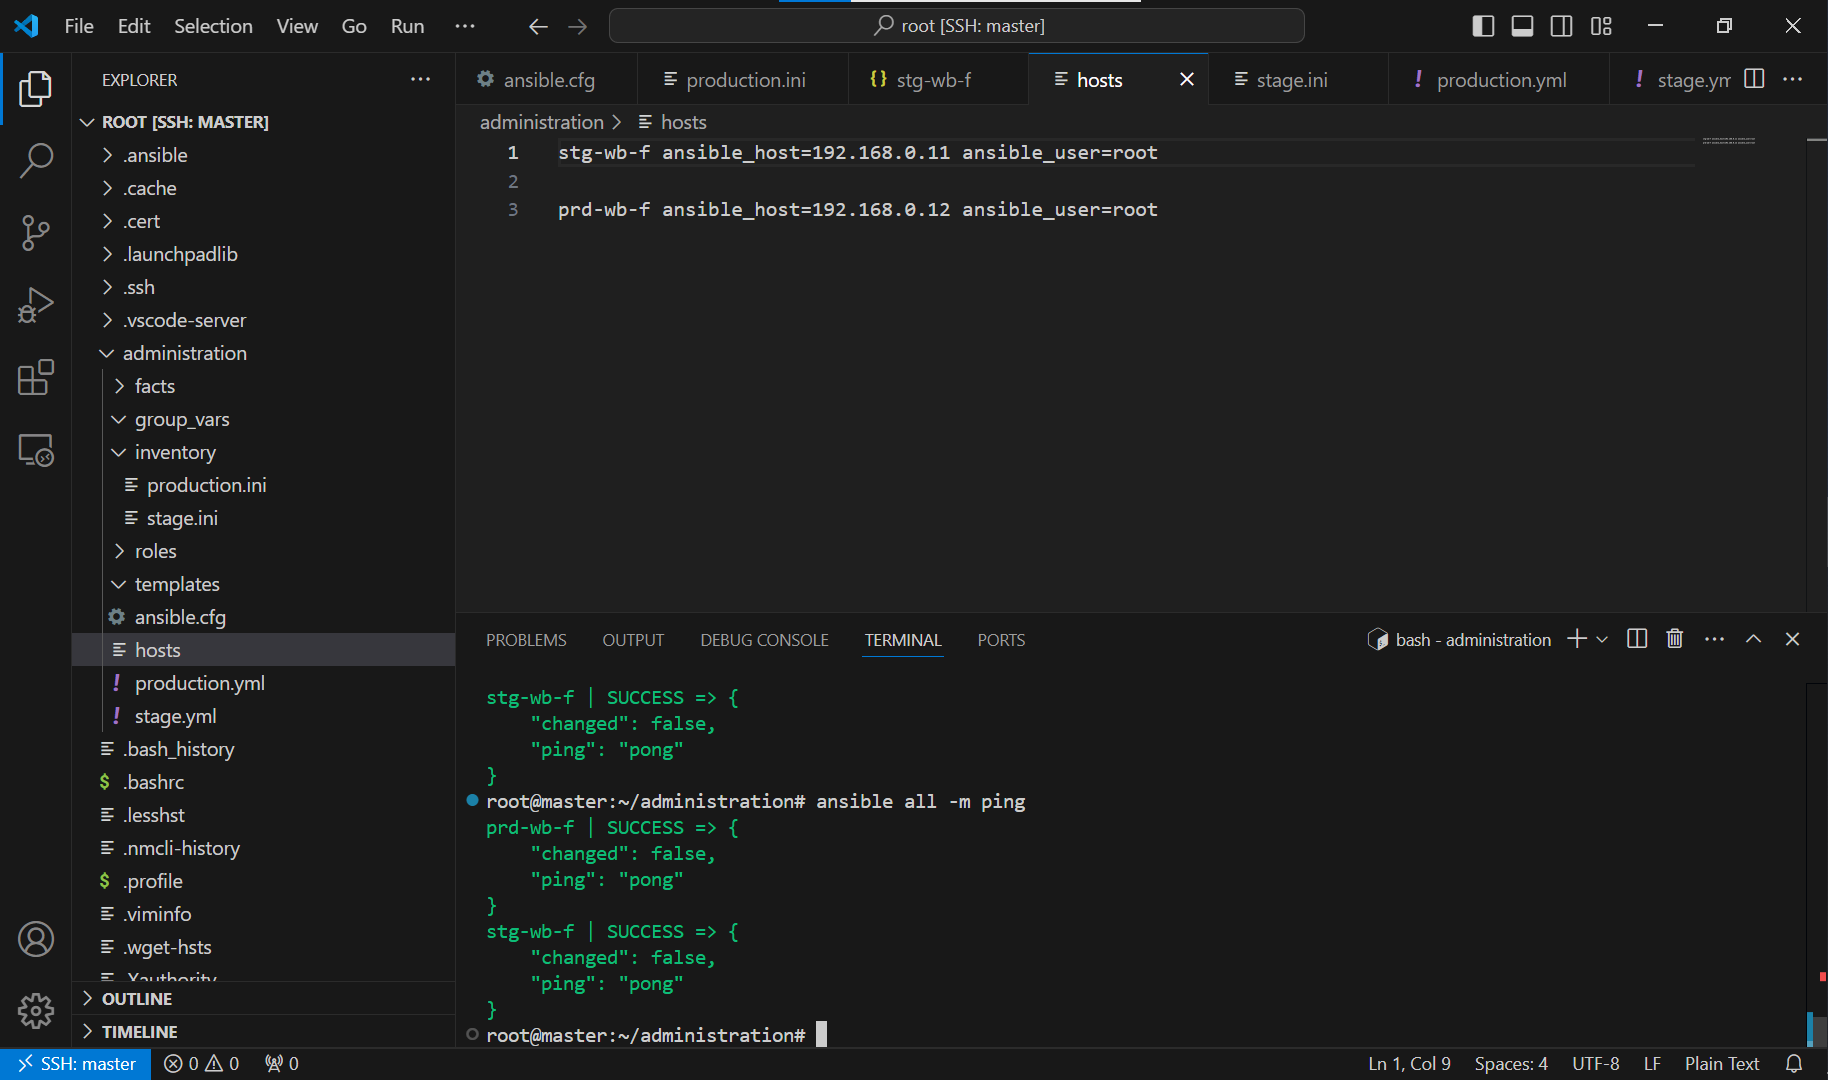 File Edit Selection View Go Run ···
root [SSH: master]
EXPLORER
ROOT [SSH: MASTER]
.ansible
.cache
.cert
.launchpadlib
.ssh
.vscode-server
administration
facts
group_vars
inventory
production.ini
stage.ini
roles
templates
ansible.cfg
hosts
production.yml
stage.yml
.bash_history
.bashrc
.lesshst
.nmcli-history
.profile
.viminfo
.wget-hsts
.Xauthority
OUTLINE
TIMELINE
ansible.cfg production.ini stg-wb-f hosts stage.ini production.yml stage.ym
administration > hosts
1 stg-wb-f ansible_host=192.168.0.11 ansible_user=root
2
3 prd-wb-f ansible_host=192.168.0.12 ansible_user=root
PROBLEMS OUTPUT DEBUG CONSOLE TERMINAL PORTS
bash - administration
stg-wb-f | SUCCESS => {
"changed": false,
"ping": "pong"
}
root@master:~/administration# ansible all -m ping
prd-wb-f | SUCCESS => {
"changed": false,
"ping": "pong"
}
stg-wb-f | SUCCESS => {
"changed": false,
"ping": "pong"
}
root@master:~/administration#
SSH: master 0 0 0
Ln 1, Col 9 Spaces: 4 UTF-8 LF Plain Text